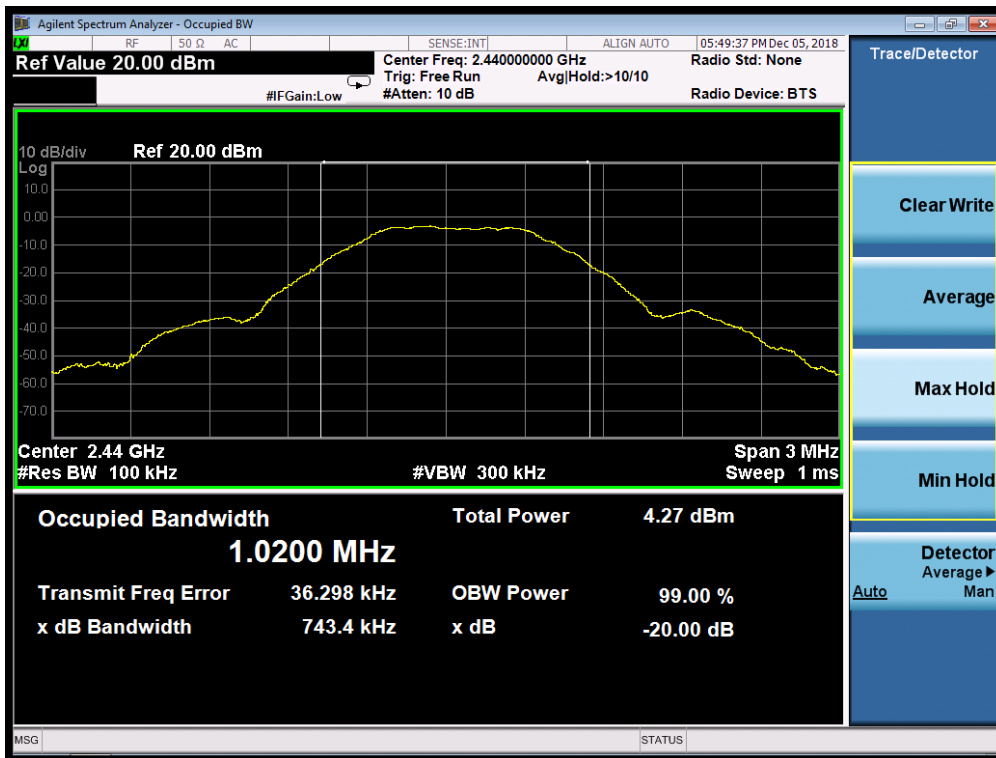 Agilent Spectrum Analyzer - Occupied BW
LXI RF 50 Ω AC SENSE:INT ALIGN AUTO 05:49:37 PM Dec 05, 2018
Ref Value 20.00 dBm
Center Freq: 2.440000000 GHz Radio Std: None
Trig: Free Run Avg|Hold:>10/10
#IFGain:Low #Atten: 10 dB Radio Device: BTS
10 dB/div Ref 20.00 dBm
Log
10.0
0.00
-10.0
-20.0
-30.0
-40.0
-50.0
-60.0
-70.0
Center 2.44 GHz Span 3 MHz
#Res BW 100 kHz #VBW 300 kHz Sweep 1 ms
Occupied Bandwidth Total Power 4.27 dBm
1.0200 MHz
Transmit Freq Error 36.298 kHz OBW Power 99.00 %
x dB Bandwidth 743.4 kHz x dB -20.00 dB
MSG STATUS
Trace/Detector
Clear Write
Average
Max Hold
Min Hold
Detector
Average
Auto Man